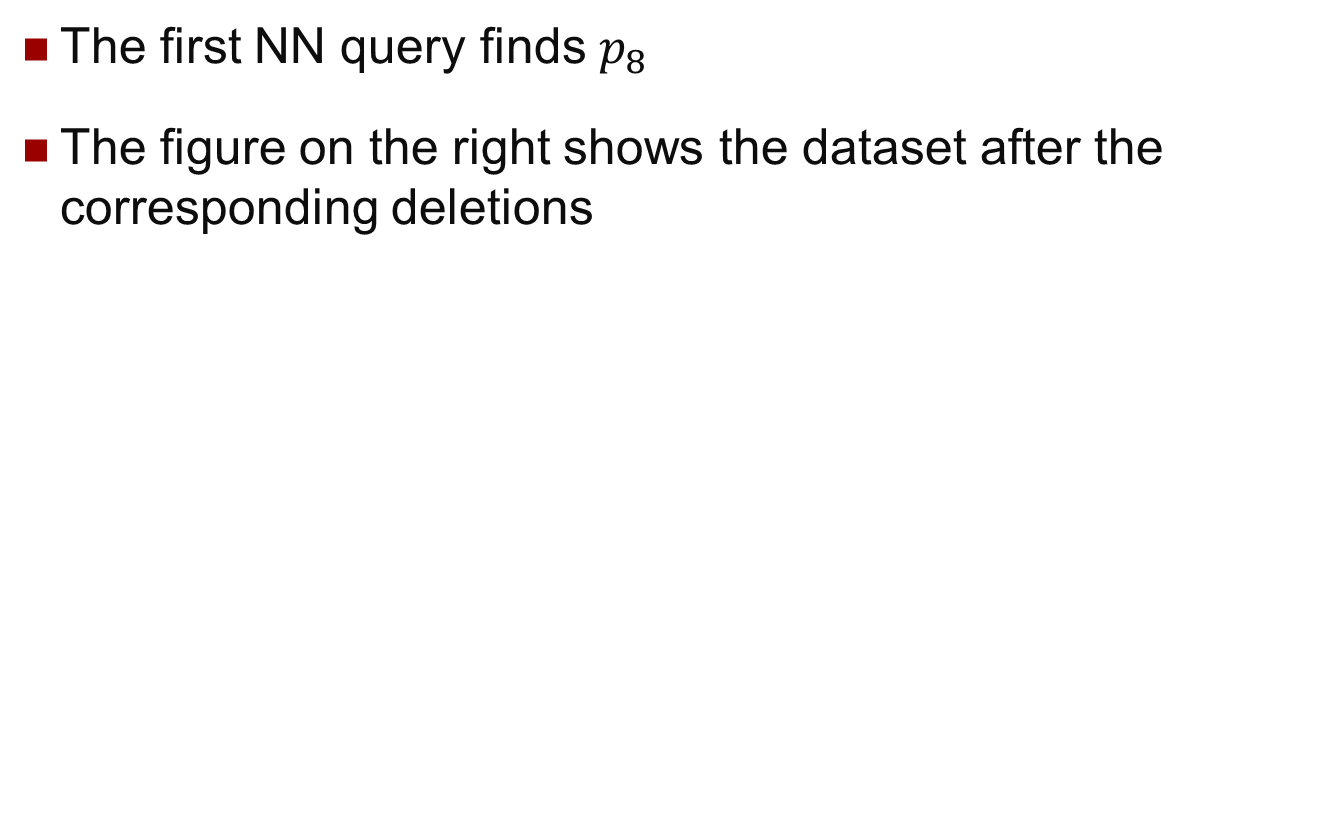 ■ The first NN query finds 𝑝₈
■ The figure on the right shows the dataset after the
corresponding deletions